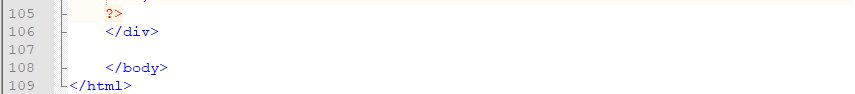 105 ?>
106 </div>
107
108 </body>
109 </html>